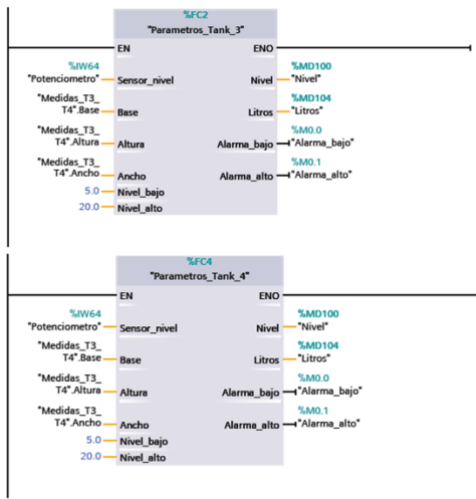 %FC2
"Parametros_Tank_3"
EN ENO
%IW64 %MD100
"Potenciometro" Sensor_nivel Nivel "Nivel"
"Medidas_T3_ %MD104
T4".Base Base Litros "Litros"
"Medidas_T3_ %M0.0
T4".Altura Altura Alarma_bajo "Alarma_bajo"
"Medidas_T3_ %M0.1
T4".Ancho Ancho Alarma_alto "Alarma_alto"
5.0 Nivel_bajo
20.0 Nivel_alto
%FC4
"Parametros_Tank_4"
EN ENO
%IW64 %MD100
"Potenciometro" Sensor_nivel Nivel "Nivel"
"Medidas_T3_ %MD104
T4".Base Base Litros "Litros"
"Medidas_T3_ %M0.0
T4".Altura Altura Alarma_bajo "Alarma_bajo"
"Medidas_T3_ %M0.1
T4".Ancho Ancho Alarma_alto "Alarma_alto"
5.0 Nivel_bajo
20.0 Nivel_alto